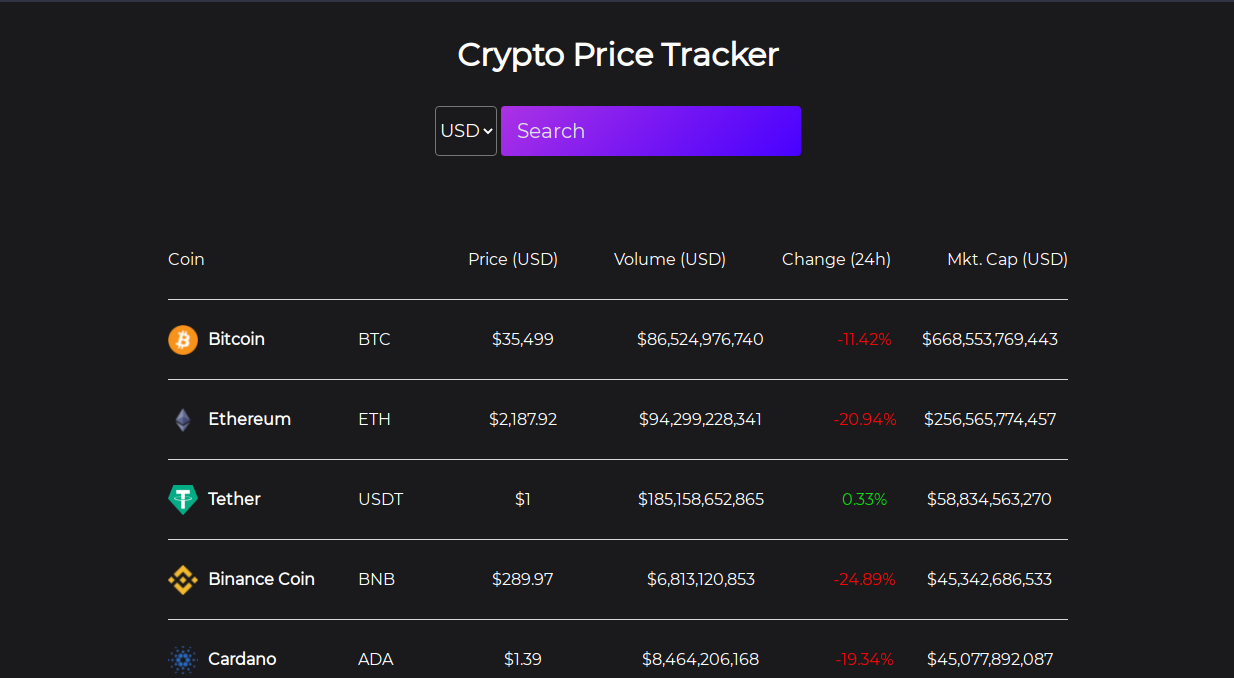 Crypto Price Tracker
USD Search
Coin Price (USD) Volume (USD) Change (24h) Mkt. Cap (USD)
Bitcoin BTC $35,499 $86,524,976,740 -11.42% $668,553,769,443
Ethereum ETH $2,187.92 $94,299,228,341 -20.94% $256,565,774,457
Tether USDT $1 $185,158,652,865 0.33% $58,834,563,270
Binance Coin BNB $289.97 $6,813,120,853 -24.89% $45,342,686,533
Cardano ADA $1.39 $8,464,206,168 -19.34% $45,077,892,087